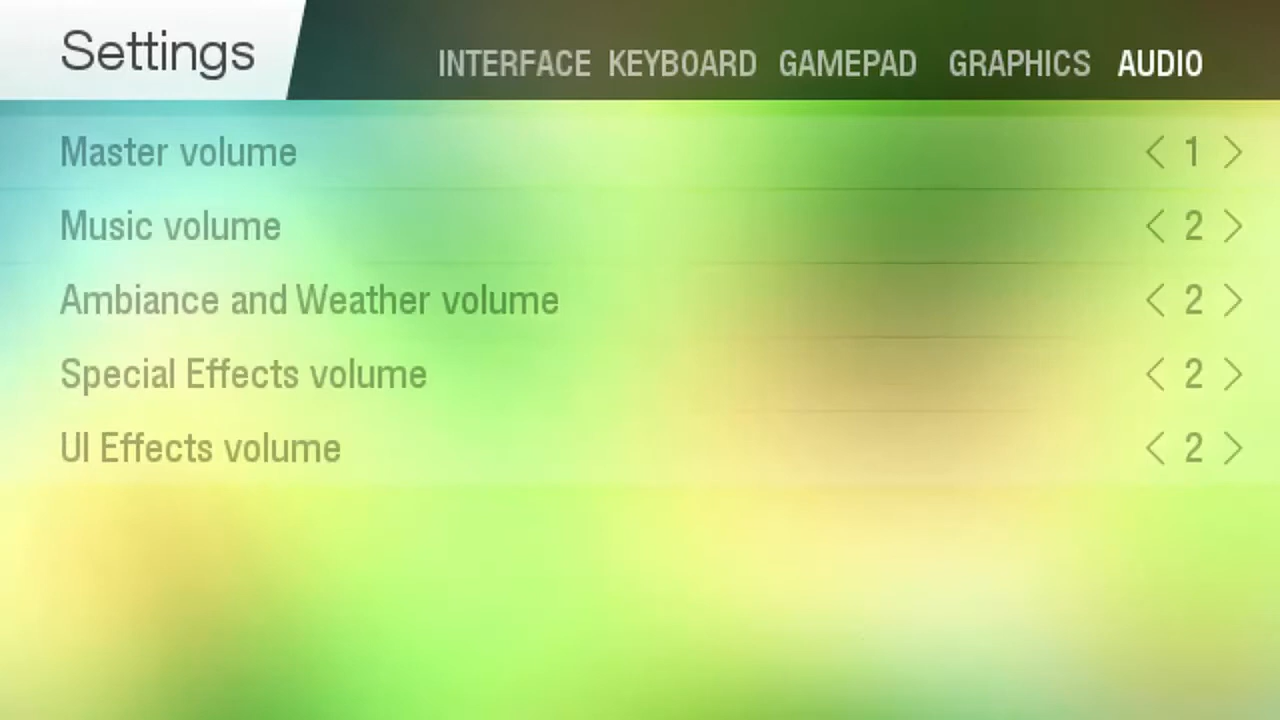 Settings
INTERFACE KEYBOARD GAMEPAD GRAPHICS AUDIO
Master volume < 1 >
Music volume < 2 >
Ambiance and Weather volume < 2 >
Special Effects volume < 2 >
UI Effects volume < 2 >